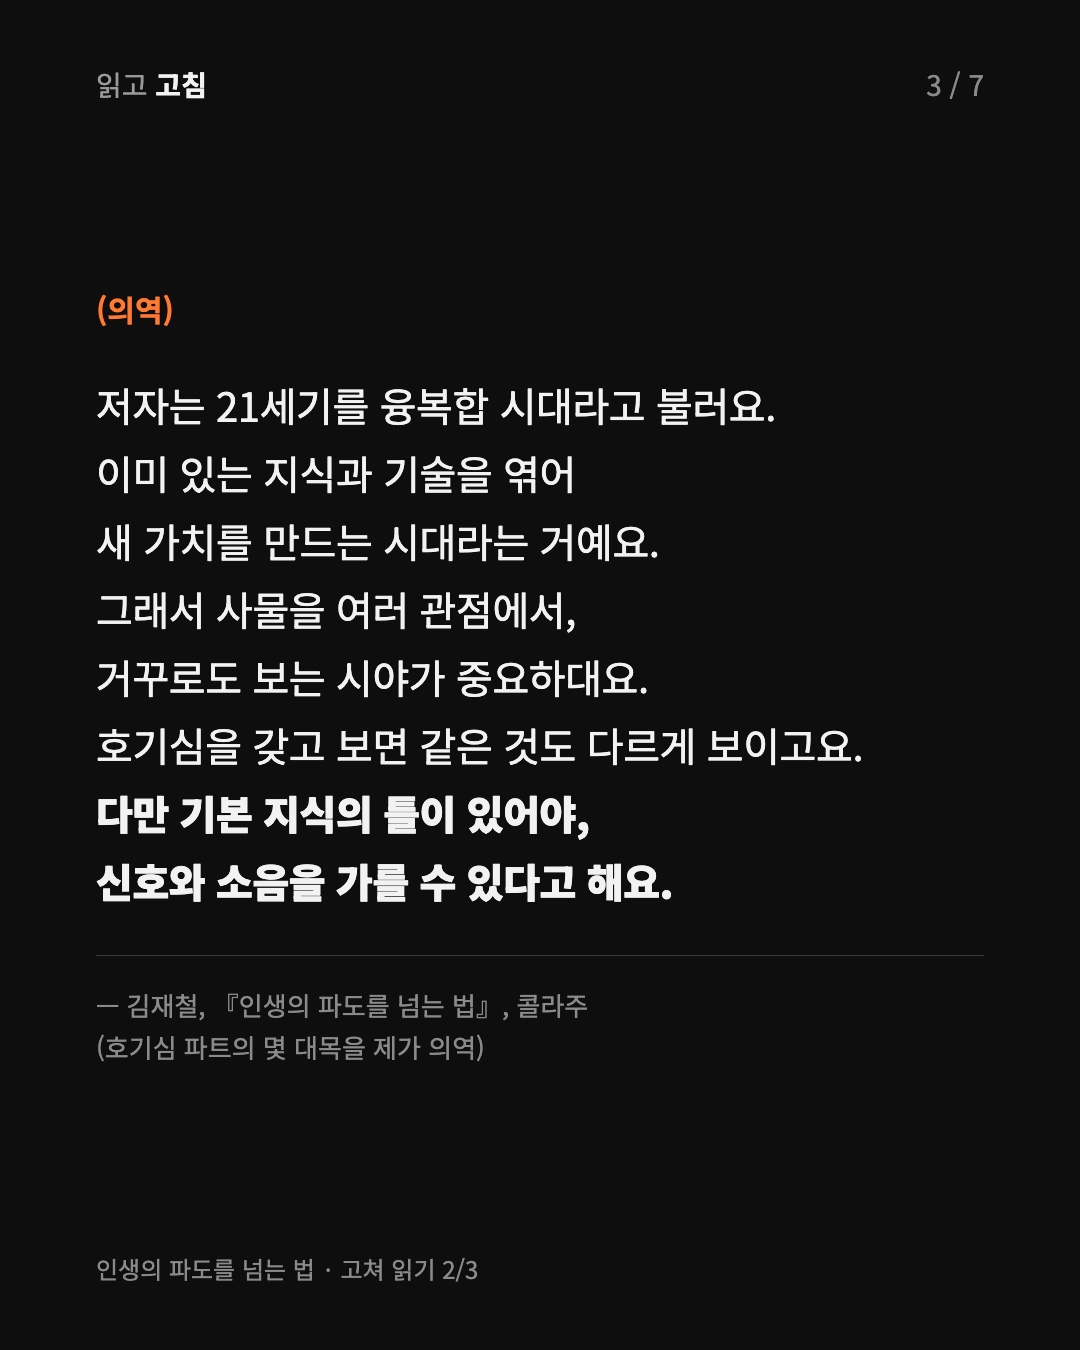 읽고 고침
3 / 7
(의역)
저자는 21세기를 융복합 시대라고 불러요.
이미 있는 지식과 기술을 엮어
새 가치를 만드는 시대라는 거예요.
그래서 사물을 여러 관점에서,
거꾸로도 보는 시야가 중요하대요.
호기심을 갖고 보면 같은 것도 다르게 보이고요.
다만 기본 지식의 틀이 있어야,
신호와 소음을 가를 수 있다고 해요.
— 김재철, 『인생의 파도를 넘는 법』, 콜라주
(호기심 파트의 몇 대목을 제가 의역)
인생의 파도를 넘는 법 · 고쳐 읽기 2/3